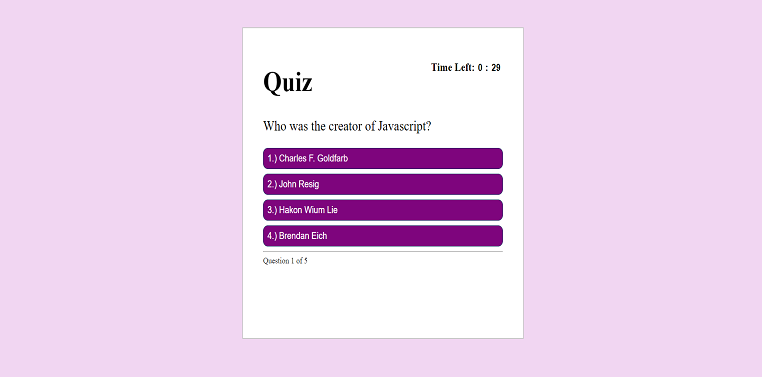 Time Left: 0 : 29
Quiz
Who was the creator of Javascript?
1.) Charles F. Goldfarb
2.) John Resig
3.) Hakon Wium Lie
4.) Brendan Eich
Question 1 of 5